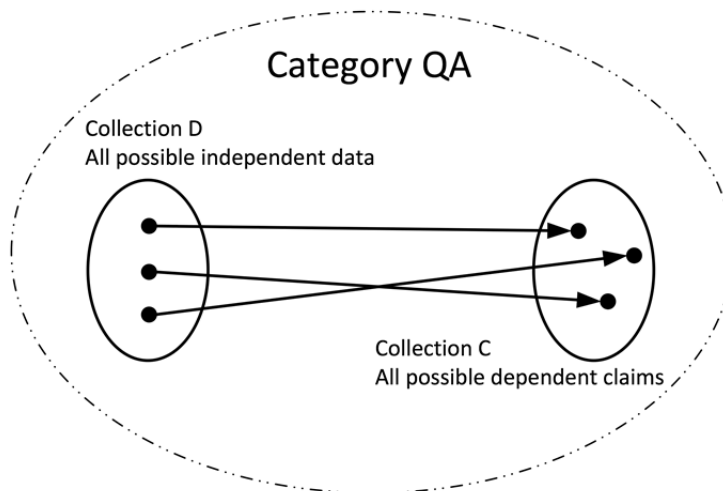 Category QA
Collection D
All possible independent data
Collection C
All possible dependent claims